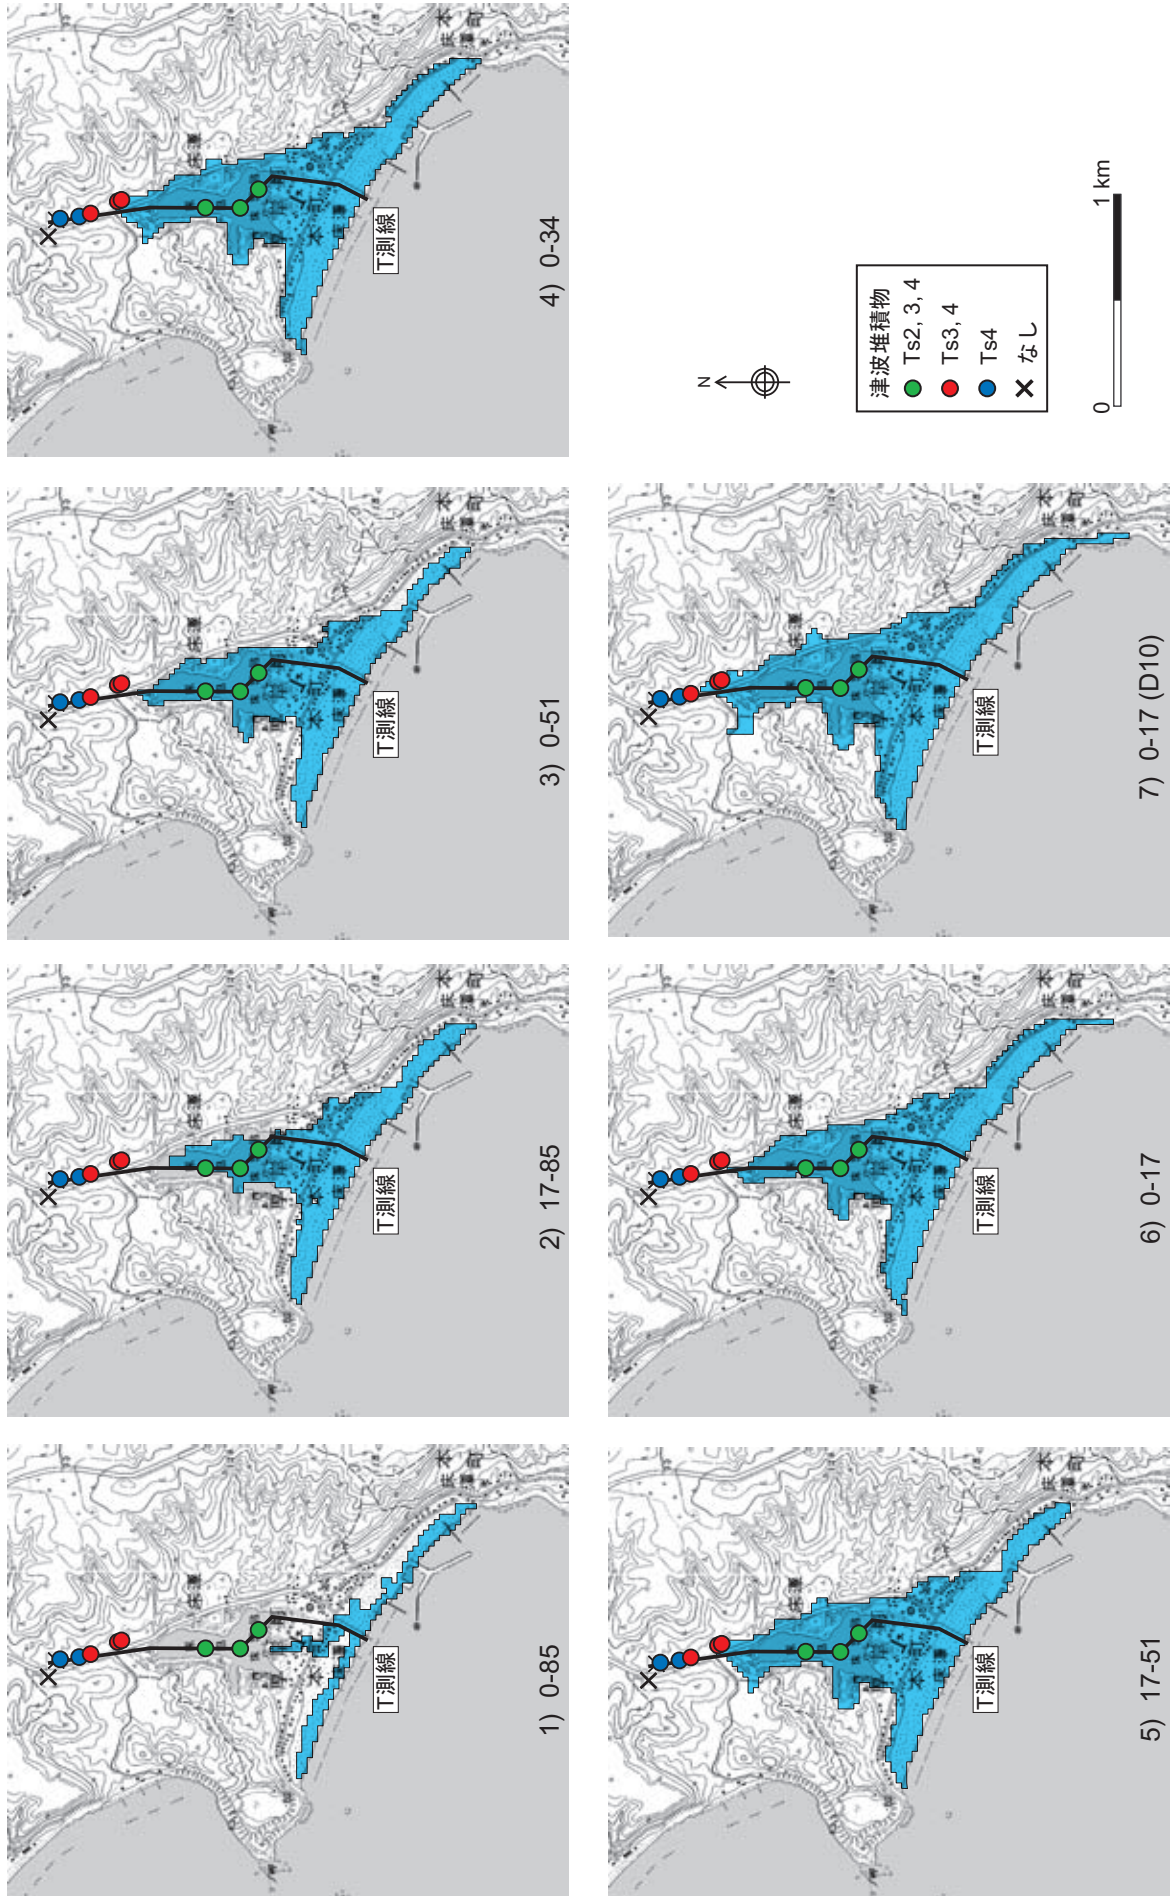 T測線
1) 0-85
T測線
2) 17-85
T測線
3) 0-51
T測線
4) 0-34
T測線
5) 17-51
T測線
6) 0-17
T測線
7) 0-17 (D10)
N
津波堆積物
Ts2, 3, 4
Ts3, 4
Ts4
なし
0
1 km